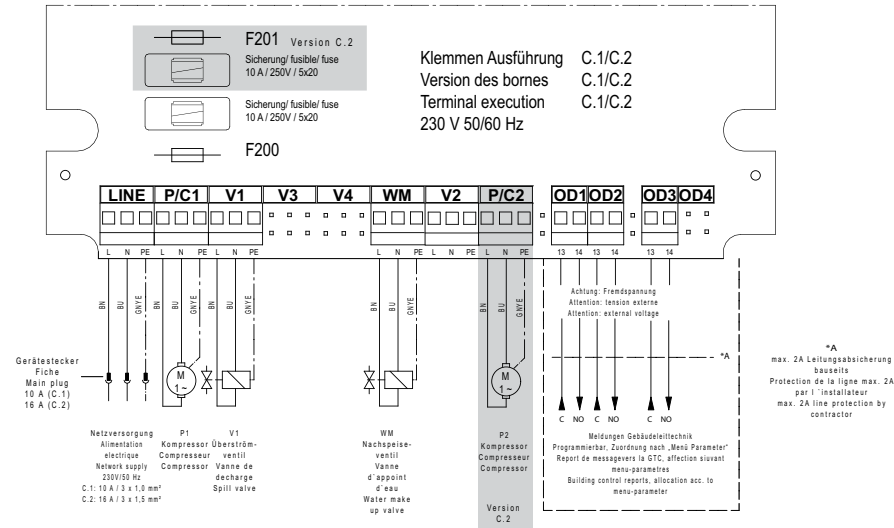 F201 Version C.2
Sicherung/ fusible/ fuse
10 A / 250V / 5x20
Sicherung/ fusible/ fuse
10 A / 250V / 5x20
F200
Klemmen Ausführung C.1/C.2
Version des bornes C.1/C.2
Terminal execution C.1/C.2
230 V 50/60 Hz
LINE P/C1 V1 V3 V4 WM V2 P/C2 OD1 OD2 OD3 OD4
L N PE L N PE L N PE L N PE L N PE L N PE 13 14 13 14 13 14
BN BU GNYE BN BU GNYE BN BU GNYE BN BU GNYE BN BU GNYE
Achtung: Fremdspannung
Attention: tension externe
Attention: external voltage
*A
*A
max. 2A Leitungsabsicherung
bauseits
Protection de la ligne max. 2A
par l ´installateur
max. 2A line protection by
contractor
Gerätestecker
Fiche
Main plug
10 A (C.1)
16 A (C.2)
M
1 ~
M
1 ~
C NO C NO C NO
Netzversorgung
Alimentation
electrique
Network supply
230V/50 Hz
C.1: 10 A / 3 x 1,0 mm²
C.2: 16 A / 3 x 1,5 mm²
P1
Kompressor
Compresseur
Compressor
V1
Überström-
ventil
Vanne de
decharge
Spill valve
WM
Nachspeise-
ventil
Vanne
d´appoint
d´eau
Water make
up valve
P2
Kompressor
Compresseur
Compressor
Version
C.2
Meldungen Gebäudeleittechnik
Programmierbar, Zuordnung nach „Menü Parameter"
Report de messagevers la GTC, affection siuvant
menu-parametres
Building control reports, allocation acc. to
menu-parameter